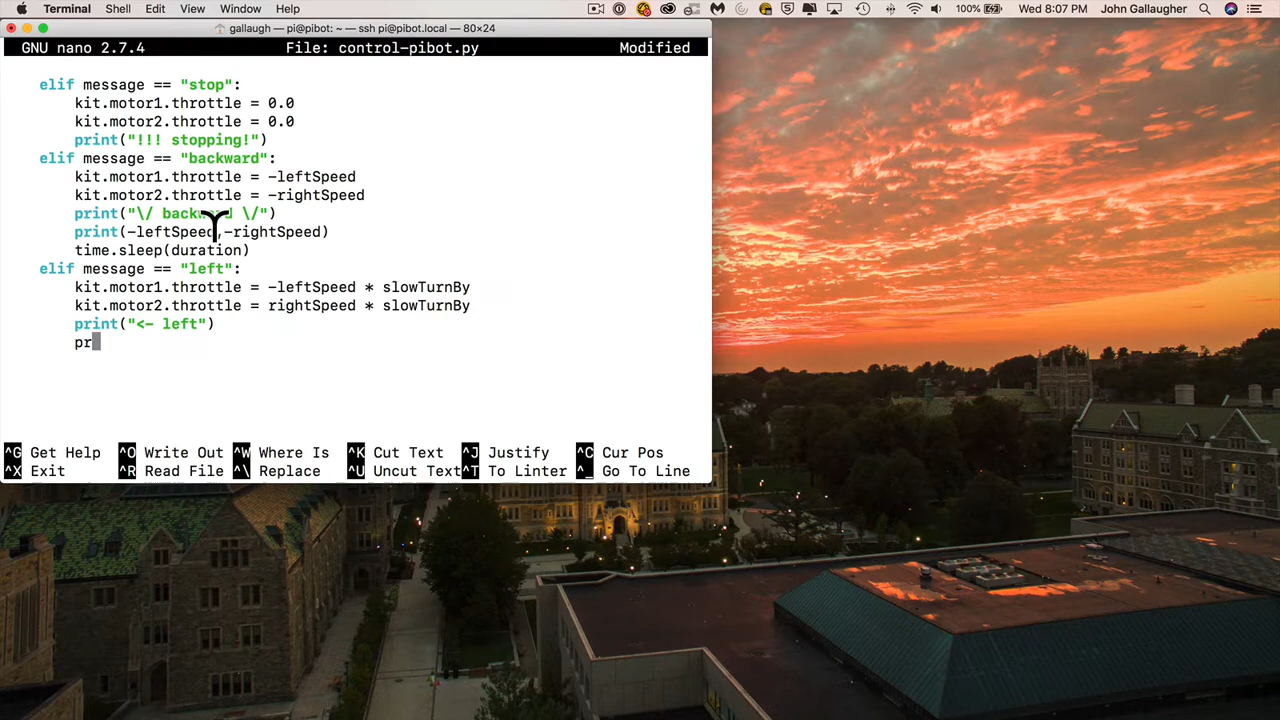 Terminal Shell Edit View Window Help 100% Wed 8:07 PM John Gallaugher
gallaugh — pi@pibot: ~ — ssh pi@pibot.local — 80×24
GNU nano 2.7.4 File: control-pibot.py Modified
elif message == "stop":
kit.motor1.throttle = 0.0
kit.motor2.throttle = 0.0
print("!!! stopping!")
elif message == "backward":
kit.motor1.throttle = -leftSpeed
kit.motor2.throttle = -rightSpeed
print("\/ backward \/")
print(-leftSpeed,-rightSpeed)
time.sleep(duration)
elif message == "left":
kit.motor1.throttle = -leftSpeed * slowTurnBy
kit.motor2.throttle = rightSpeed * slowTurnBy
print("<- left")
pr
^G Get Help ^O Write Out ^W Where Is ^K Cut Text ^J Justify ^C Cur Pos
^X Exit ^R Read File ^\ Replace ^U Uncut Text ^T To Linter ^_ Go To Line